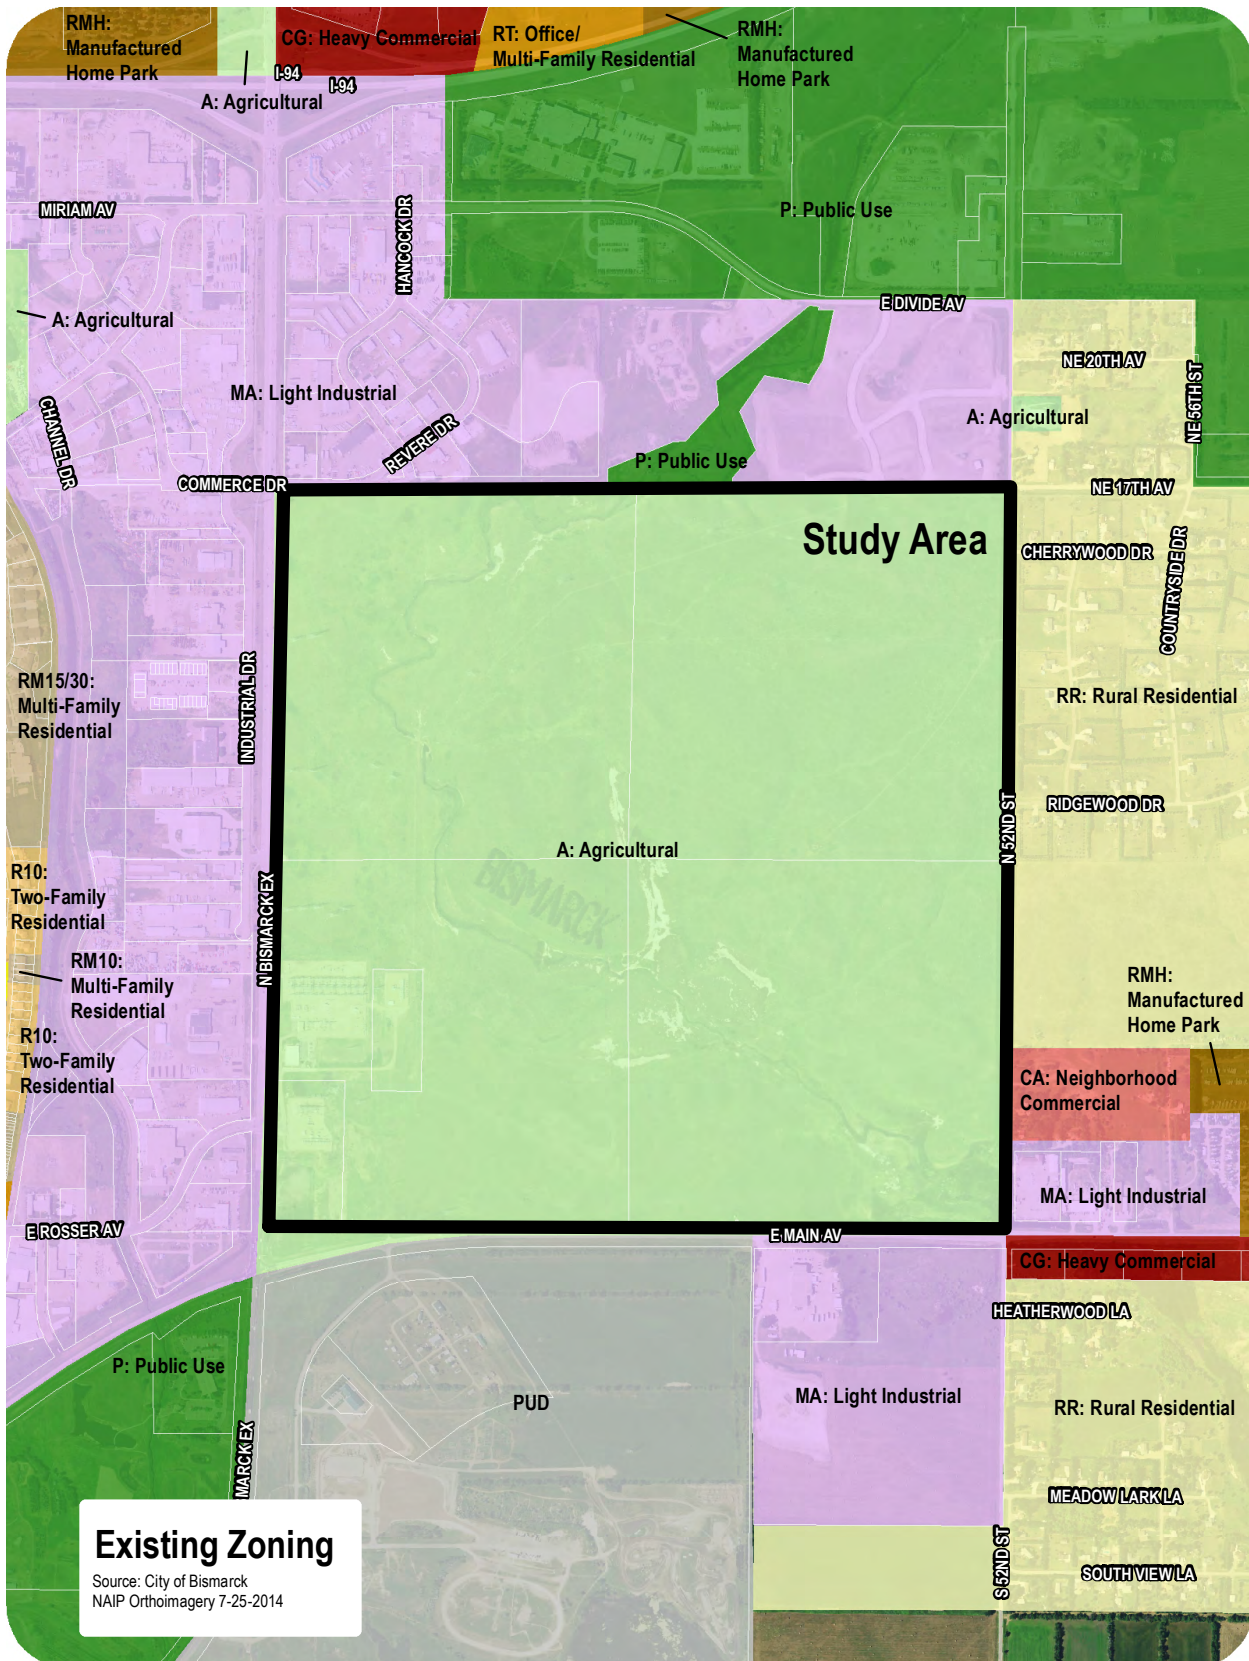 RMH:
Manufactured
Home Park
CG: Heavy Commercial
RT: Office/
Multi-Family Residential
RMH:
Manufactured
Home Park
I-94
I-94
A: Agricultural
MIRIAM AV
HANCOCK DR
P: Public Use
E DIVIDE AV
A: Agricultural
NE 20TH AV
NE 56TH ST
MA: Light Industrial
CHANNEL DR
REVERE DR
A: Agricultural
P: Public Use
COMMERCE DR
NE 17TH AV
Study Area
CHERRYWOOD DR
COUNTRYSIDE DR
INDUSTRIAL DR
RM15/30:
Multi-Family
Residential
RR: Rural Residential
N 52ND ST
RIDGEWOOD DR
A: Agricultural
BISMARCK
R10:
Two-Family
Residential
N BISMARCK EX
RM10:
Multi-Family
Residential
RMH:
Manufactured
Home Park
R10:
Two-Family
Residential
CA: Neighborhood
Commercial
MA: Light Industrial
E ROSSER AV
E MAIN AV
CG: Heavy Commercial
HEATHERWOOD LA
P: Public Use
PUD
MA: Light Industrial
RR: Rural Residential
MARCK EX
MEADOW LARK LA
S 52ND ST
SOUTH VIEW LA
Existing Zoning
Source: City of Bismarck
NAIP Orthoimagery 7-25-2014